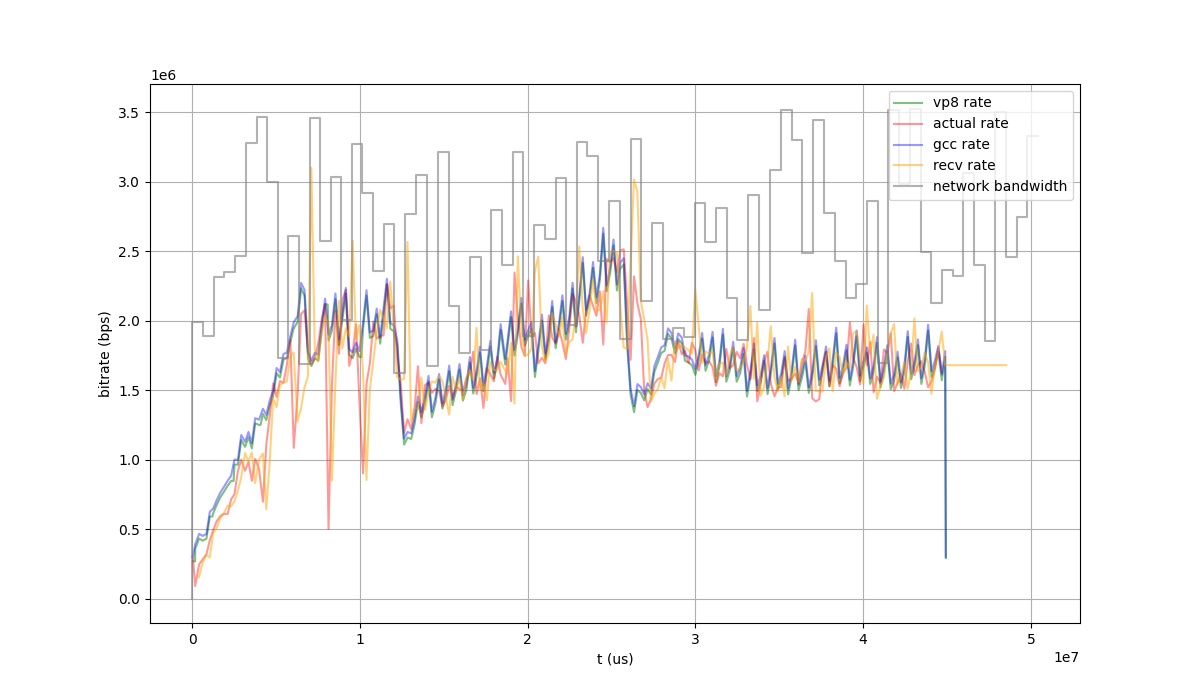 1e6
3.5
3.0
2.5
2.0
1.5
1.0
0.5
0.0
bitrate (bps)
vp8 rate
actual rate
gcc rate
recv rate
network bandwidth
0 1 2 3 4 5
t (us)
1e7